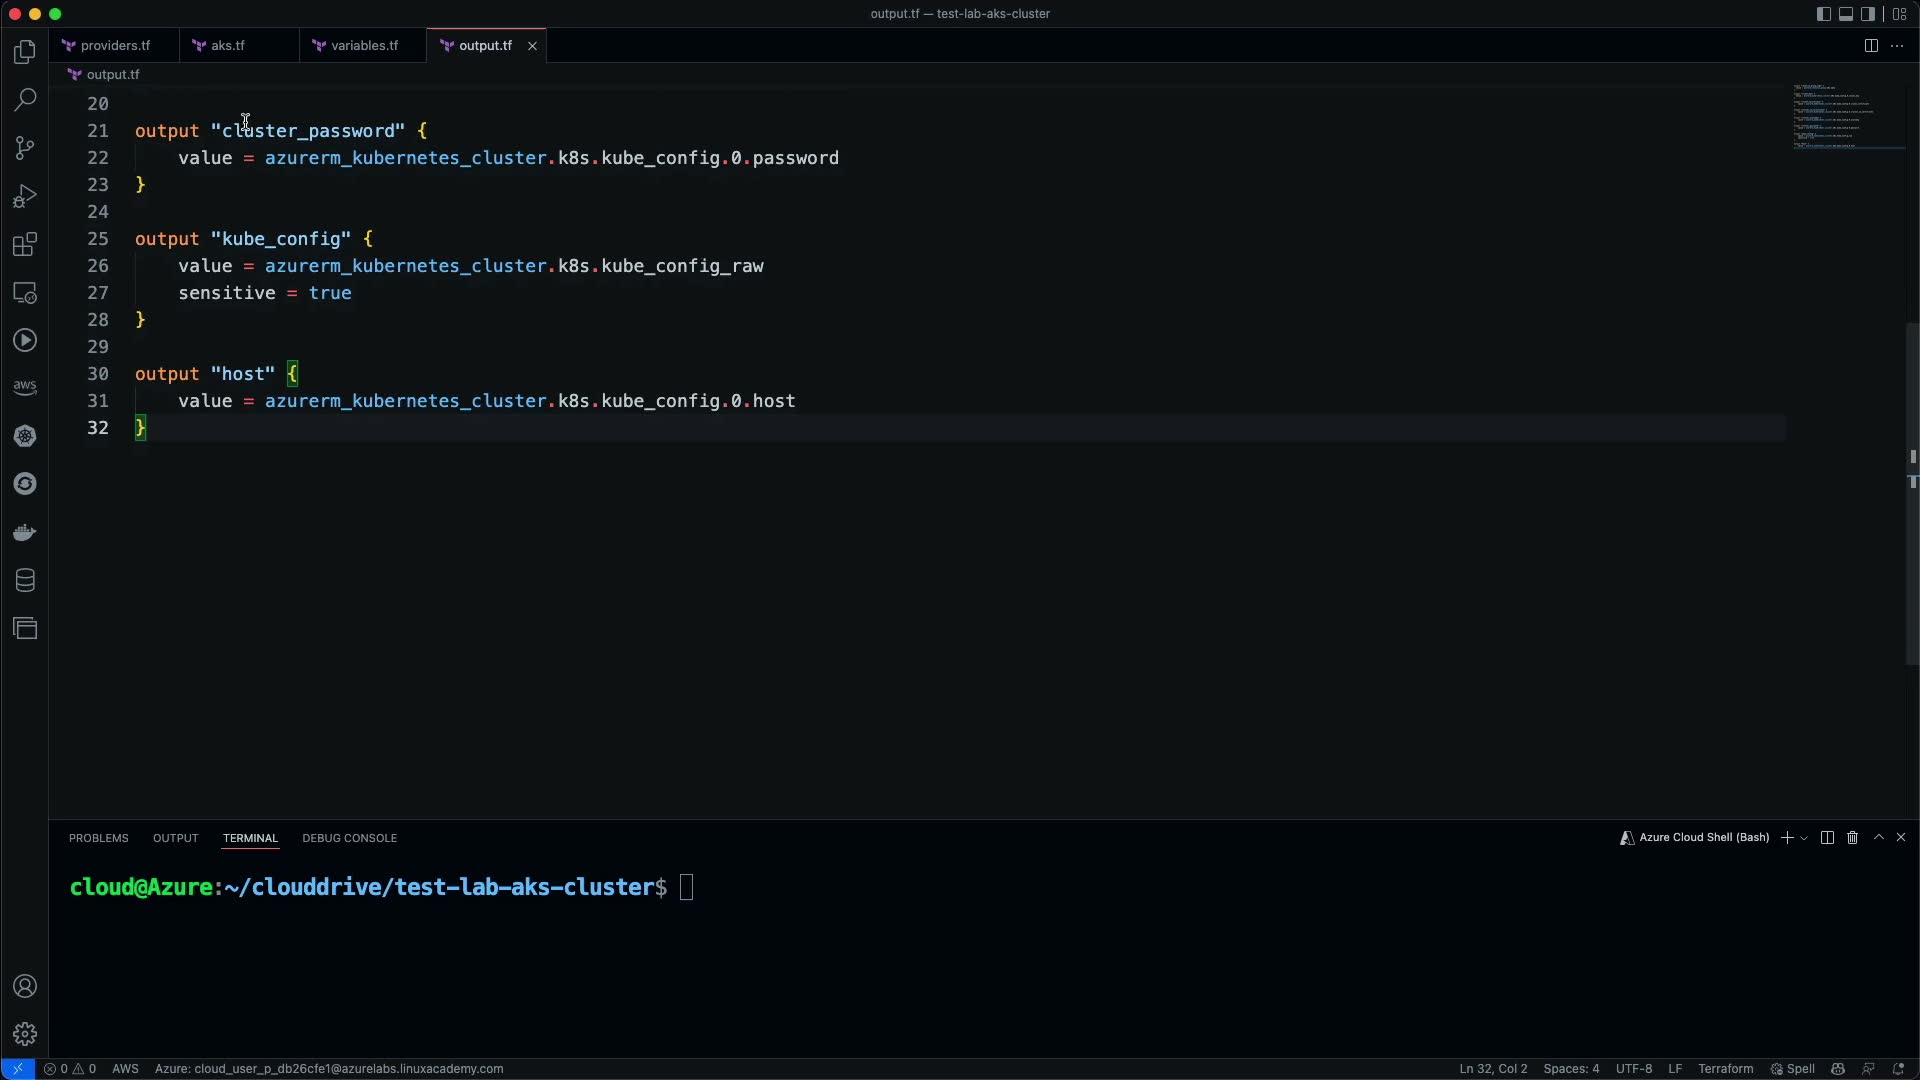 output.tf — test-lab-aks-cluster
providers.tf
aks.tf
variables.tf
output.tf
output.tf
20
21 output "cluster_password" {
22 value = azurerm_kubernetes_cluster.k8s.kube_config.0.password
23 }
24
25 output "kube_config" {
26 value = azurerm_kubernetes_cluster.k8s.kube_config_raw
27 sensitive = true
28 }
29
30 output "host" {
31 value = azurerm_kubernetes_cluster.k8s.kube_config.0.host
32 }
aws
PROBLEMS OUTPUT TERMINAL DEBUG CONSOLE
Azure Cloud Shell (Bash)
cloud@Azure:~/clouddrive/test-lab-aks-cluster$
0 0 AWS Azure: cloud_user_p_db26cfe1@azurelabs.linuxacademy.com
Ln 32, Col 2 Spaces: 4 UTF-8 LF Terraform Spell